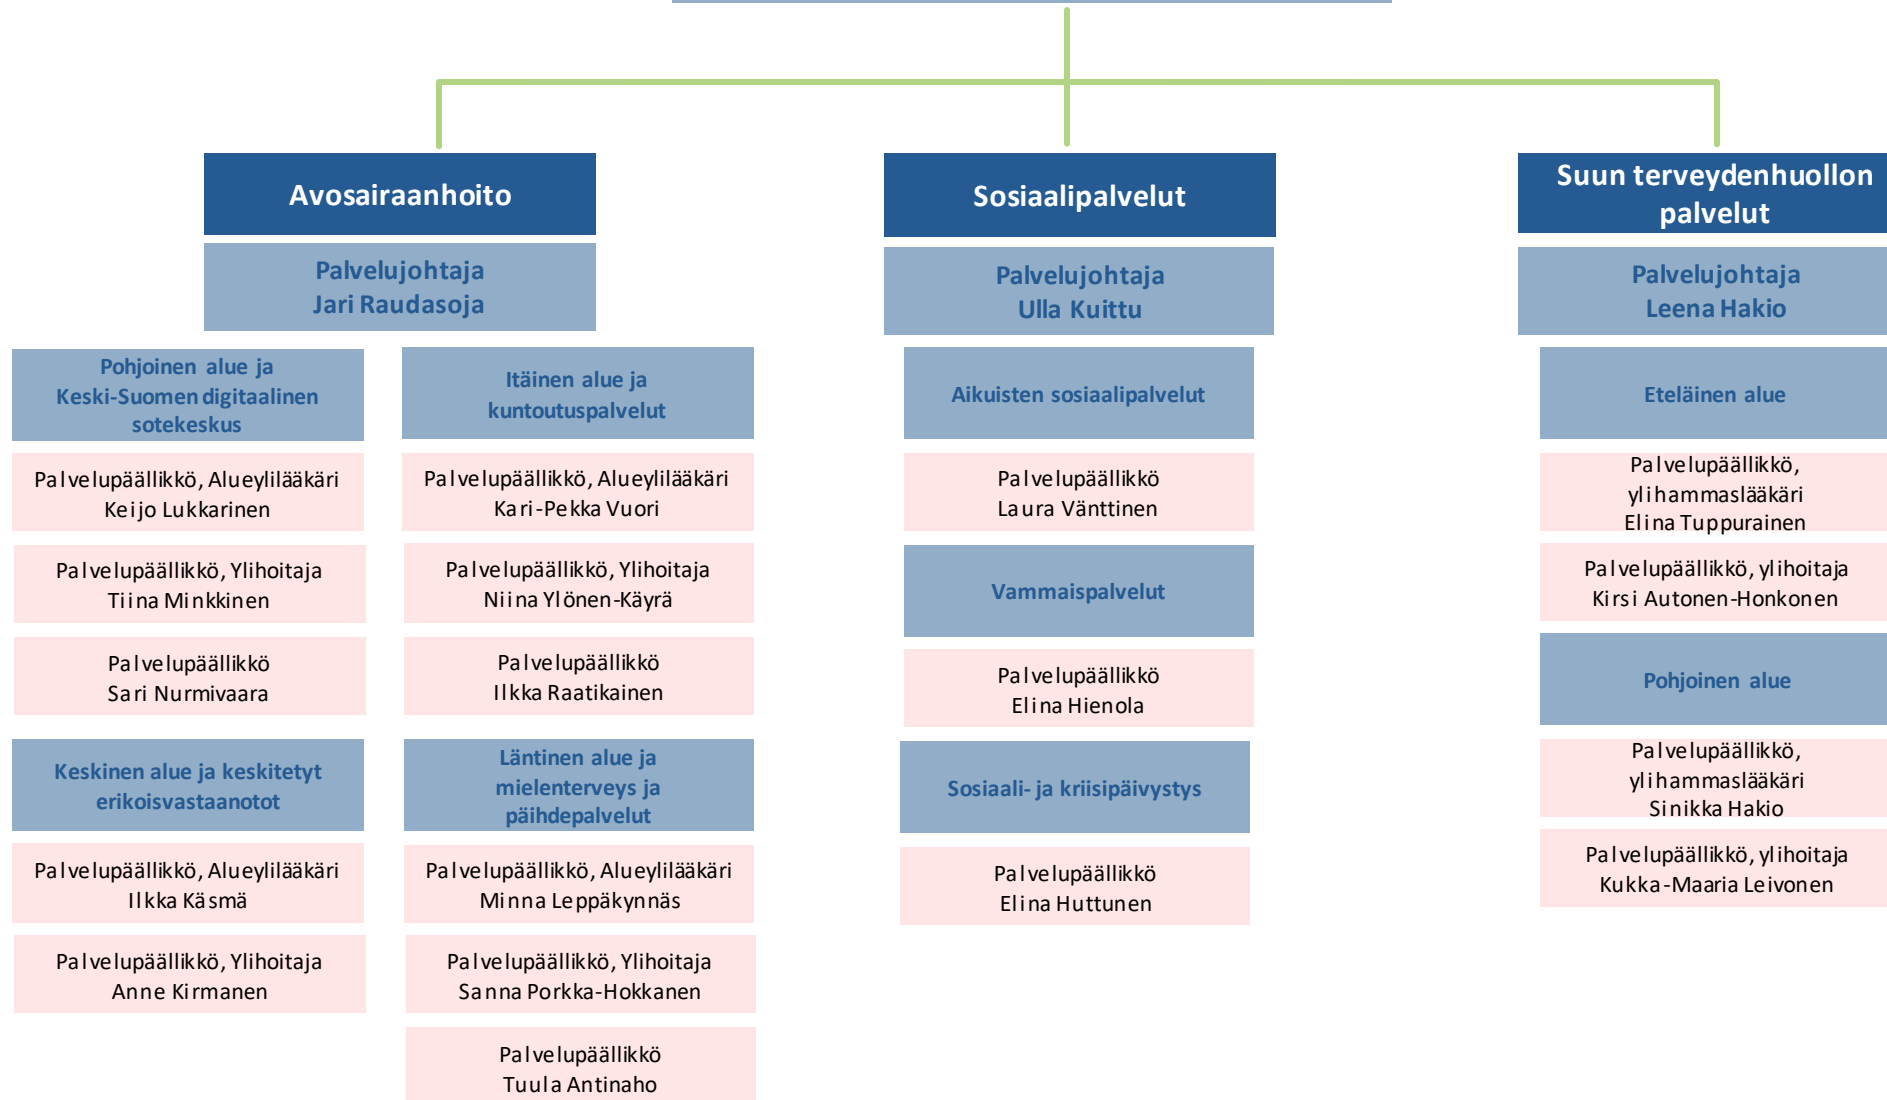 Avosairaanhoito
Palvelujohtaja
Jari Raudasoja
Pohjoinen alue ja
Keski-Suomen digitaalinen
sotekeskus
Palvelupäällikkö, Alueylilääkäri
Keijo Lukkarinen
Palvelupäällikkö, Ylihoitaja
Tiina Minkkinen
Palvelupäällikkö
Sari Nurmivaara
Keskinen alue ja keskitetyt
erikoisvastaanotot
Palvelupäällikkö, Alueylilääkäri
Ilkka Käsmä
Palvelupäällikkö, Ylihoitaja
Anne Kirmanen
Itäinen alue ja
kuntoutuspalvelut
Palvelupäällikkö, Alueylilääkäri
Kari-Pekka Vuori
Palvelupäällikkö, Ylihoitaja
Niina Ylönen-Käyrä
Palvelupäällikkö
Ilkka Raatikainen
Läntinen alue ja
mielenterveys ja
päihdepalvelut
Palvelupäällikkö, Alueylilääkäri
Minna Leppäkynnäs
Palvelupäällikkö, Ylihoitaja
Sanna Porkka-Hokkanen
Palvelupäällikkö
Tuula Antinaho
Sosiaalipalvelut
Palvelujohtaja
Ulla Kuittu
Aikuisten sosiaalipalvelut
Palvelupäällikkö
Laura Vänttinen
Vammaispalvelut
Palvelupäällikkö
Elina Hienola
Sosiaali- ja kriisipäivystys
Palvelupäällikkö
Elina Huttunen
Suun terveydenhuollon
palvelut
Palvelujohtaja
Leena Hakio
Eteläinen alue
Palvelupäällikkö,
ylihammaslääkäri
Elina Tuppurainen
Palvelupäällikkö, ylihoitaja
Kirsi Autonen-Honkonen
Pohjoinen alue
Palvelupäällikkö,
ylihammaslääkäri
Sinikka Hakio
Palvelupäällikkö, ylihoitaja
Kukka-Maaria Leivonen